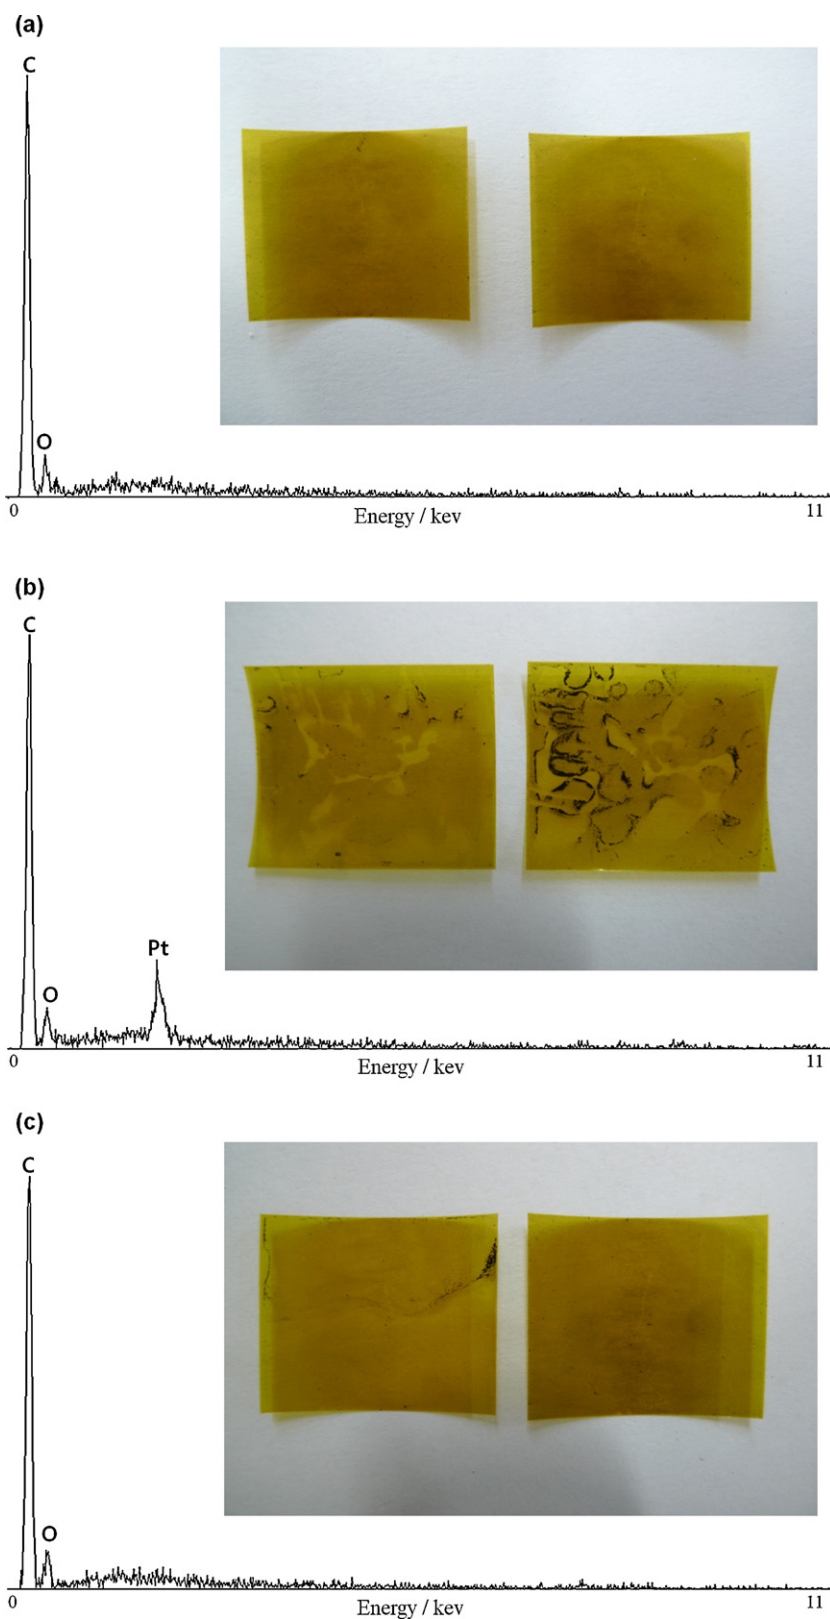 (a)
C
O
0 11
Energy / kev
(b)
C
Pt
O
0 11
Energy / kev
(c)
C
O
0 11
Energy / kev